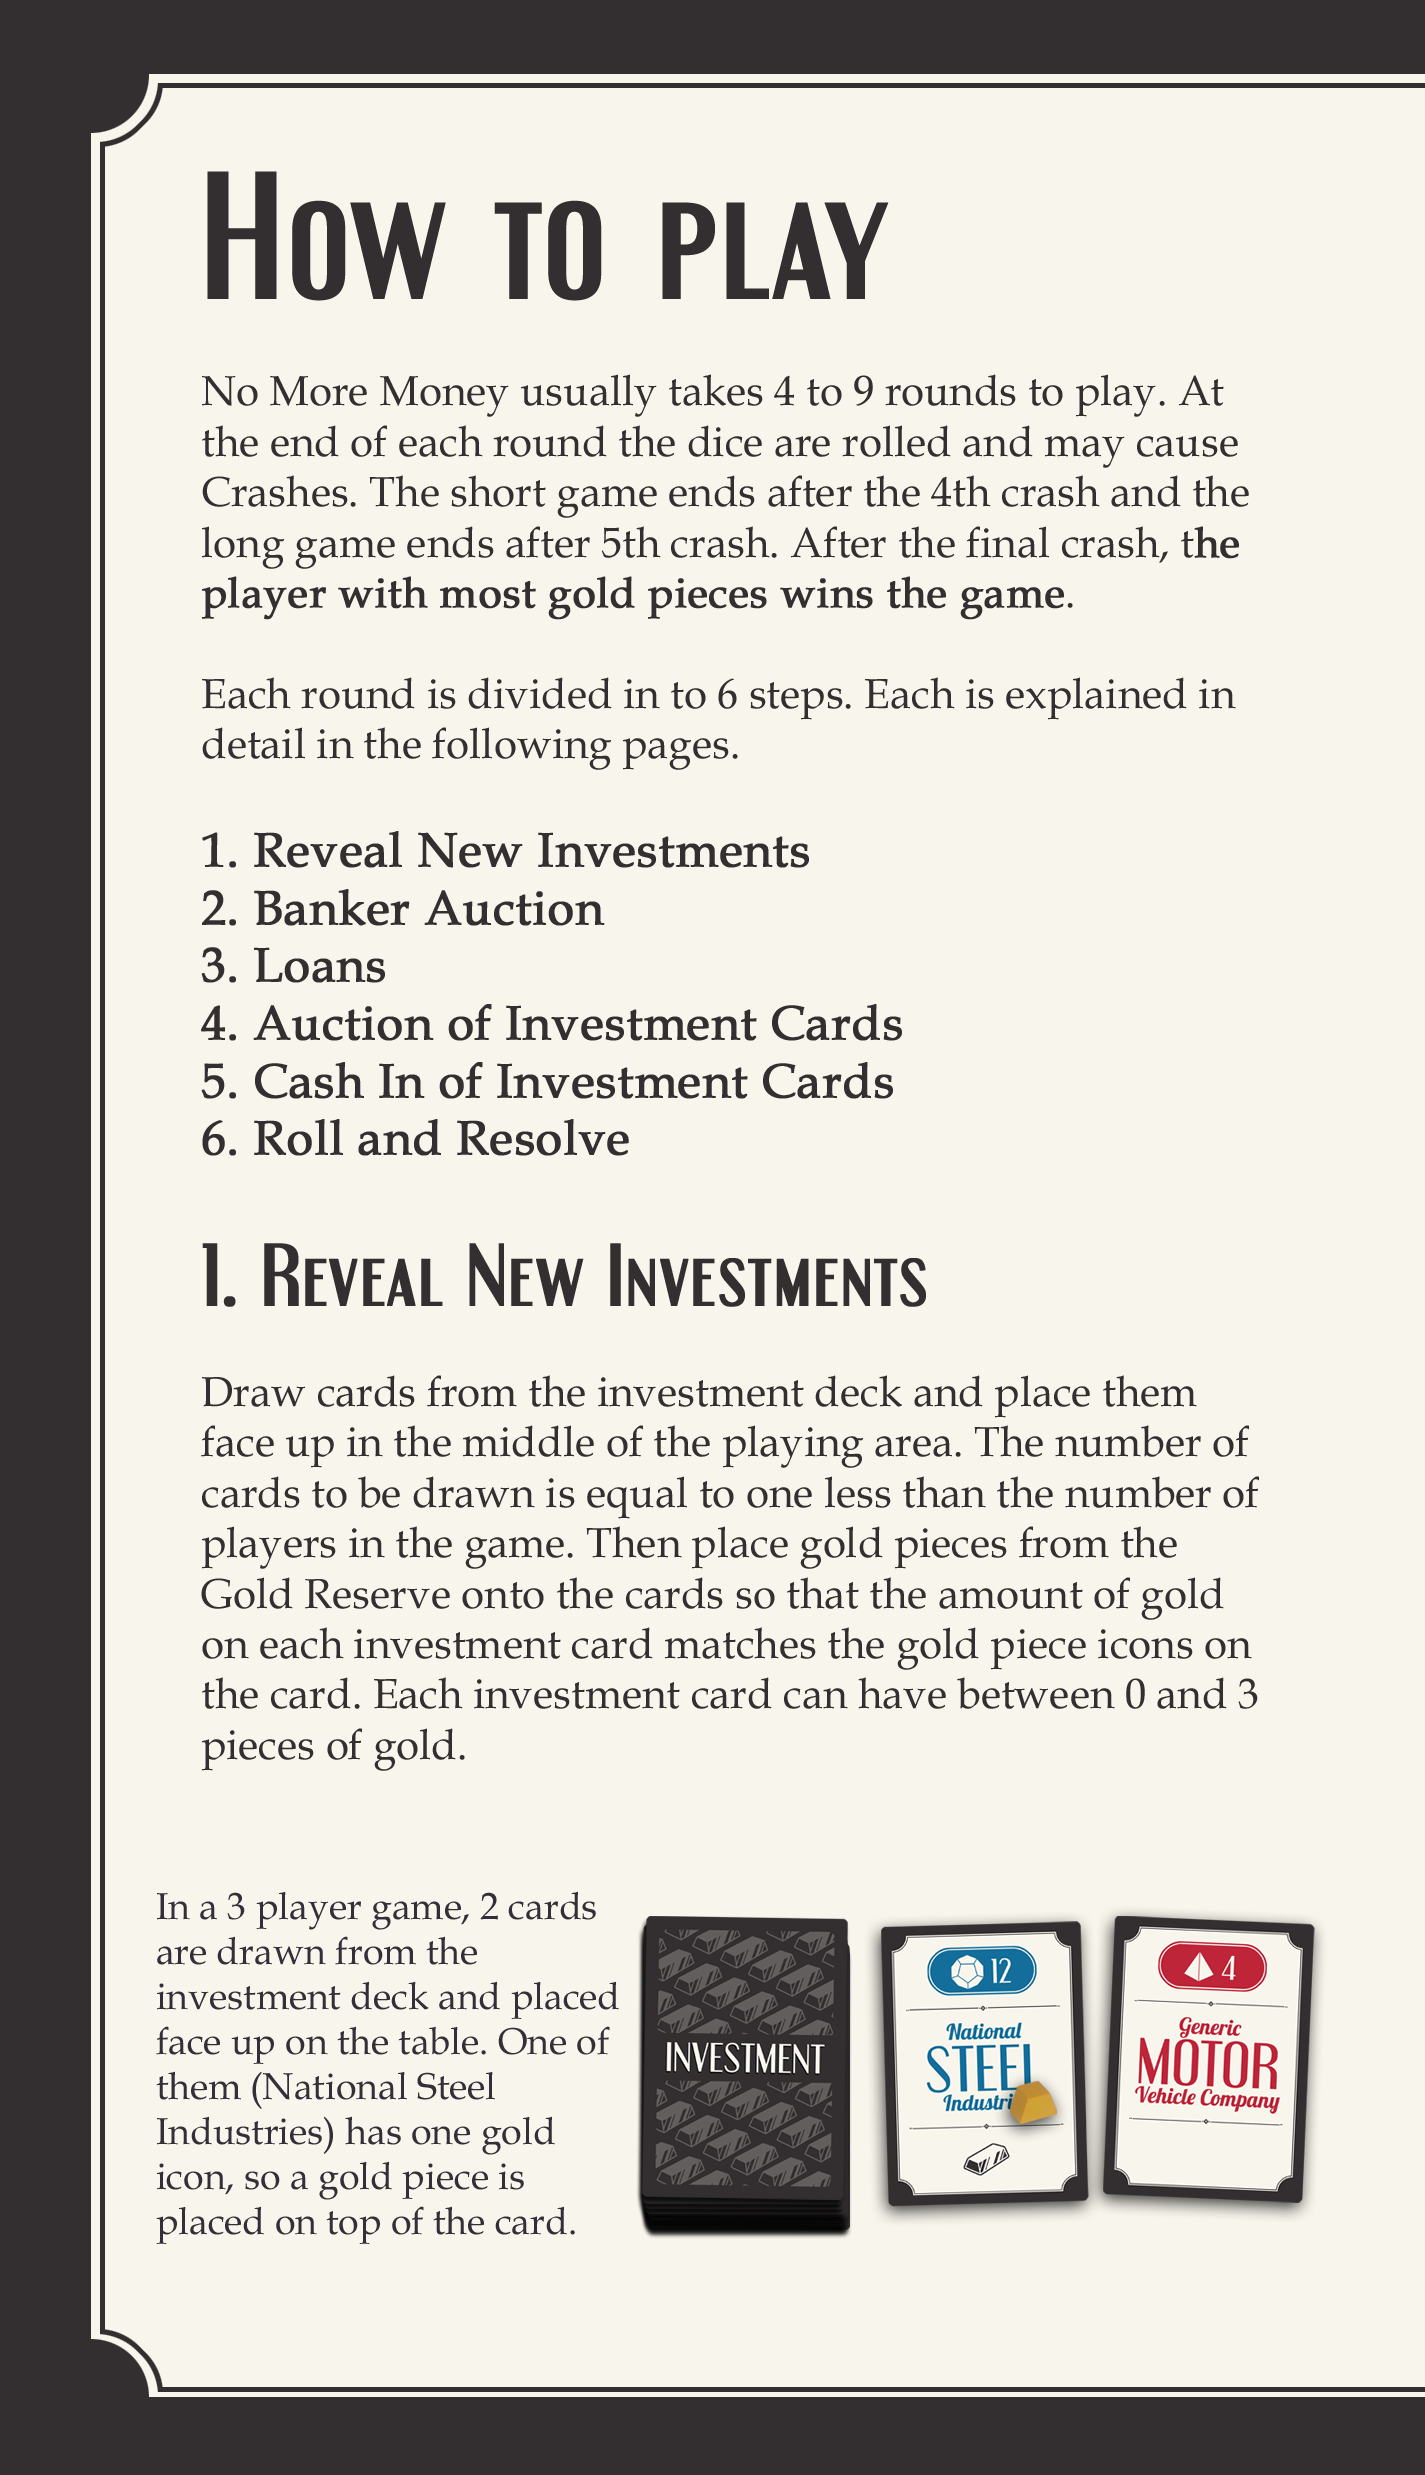 How to play
No More Money usually takes 4 to 9 rounds to play. At
the end of each round the dice are rolled and may cause
Crashes. The short game ends after the 4th crash and the
long game ends after 5th crash. After the final crash, the
player with most gold pieces wins the game.
Each round is divided in to 6 steps. Each is explained in
detail in the following pages.
1. Reveal New Investments
2. Banker Auction
3. Loans
4. Auction of Investment Cards
5. Cash In of Investment Cards
6. Roll and Resolve
1. Reveal New Investments
Draw cards from the investment deck and place them
face up in the middle of the playing area. The number of
cards to be drawn is equal to one less than the number of
players in the game. Then place gold pieces from the
Gold Reserve onto the cards so that the amount of gold
on each investment card matches the gold piece icons on
the card. Each investment card can have between 0 and 3
pieces of gold.
In a 3 player game, 2 cards
are drawn from the
investment deck and placed
face up on the table. One of
them (National Steel
Industries) has one gold
icon, so a gold piece is
placed on top of the card.
INVESTMENT
12
National
STEEL
Industri
4
Generic
MOTOR
Vehicle Company